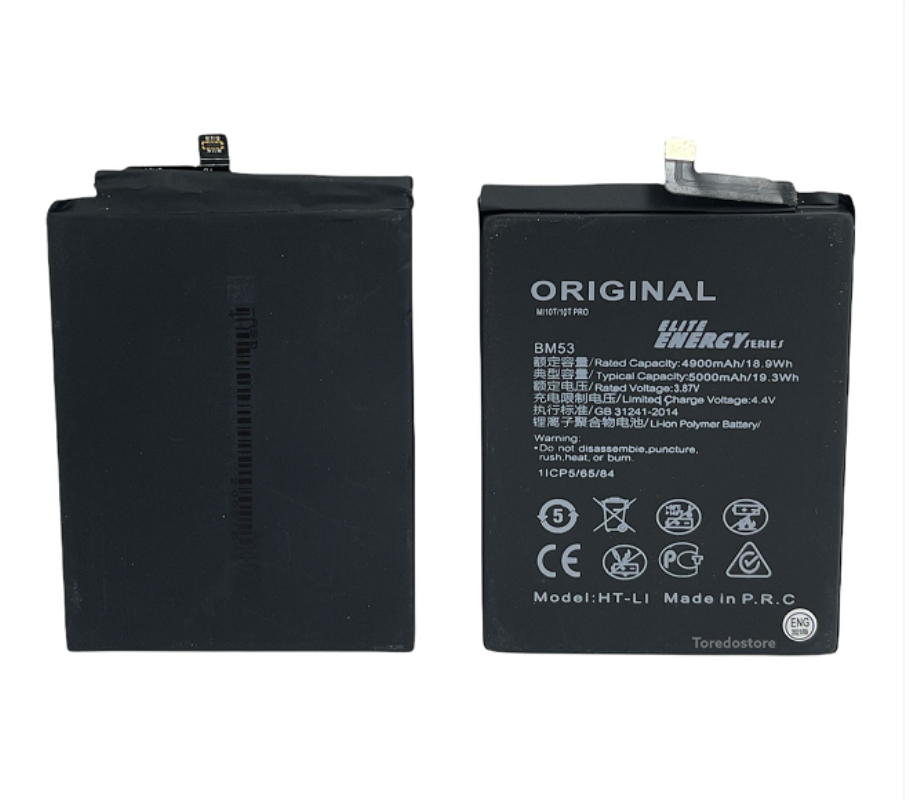 ORIGINAL
MI10T/10T PRO
ELITE
ENERGY SERIES
BM53
额定容量/Rated Capacity:4900mAh/18.9Wh
典型容量/Typical Capacity:5000mAh/19.3Wh
额定电压/Rated Voltage:3.87V
充电限制电压/Limited Charge Voltage:4.4V
执行标准/GB 31241-2014
锂离子聚合物电池/Li-ion Polymer Battery/
Warning:
•Do not disassemble,puncture,
rush,heat, or burn.
1ICP5/65/84
5
CE
Model:HT-LI Made in P.R.C
ENG
Toredostore